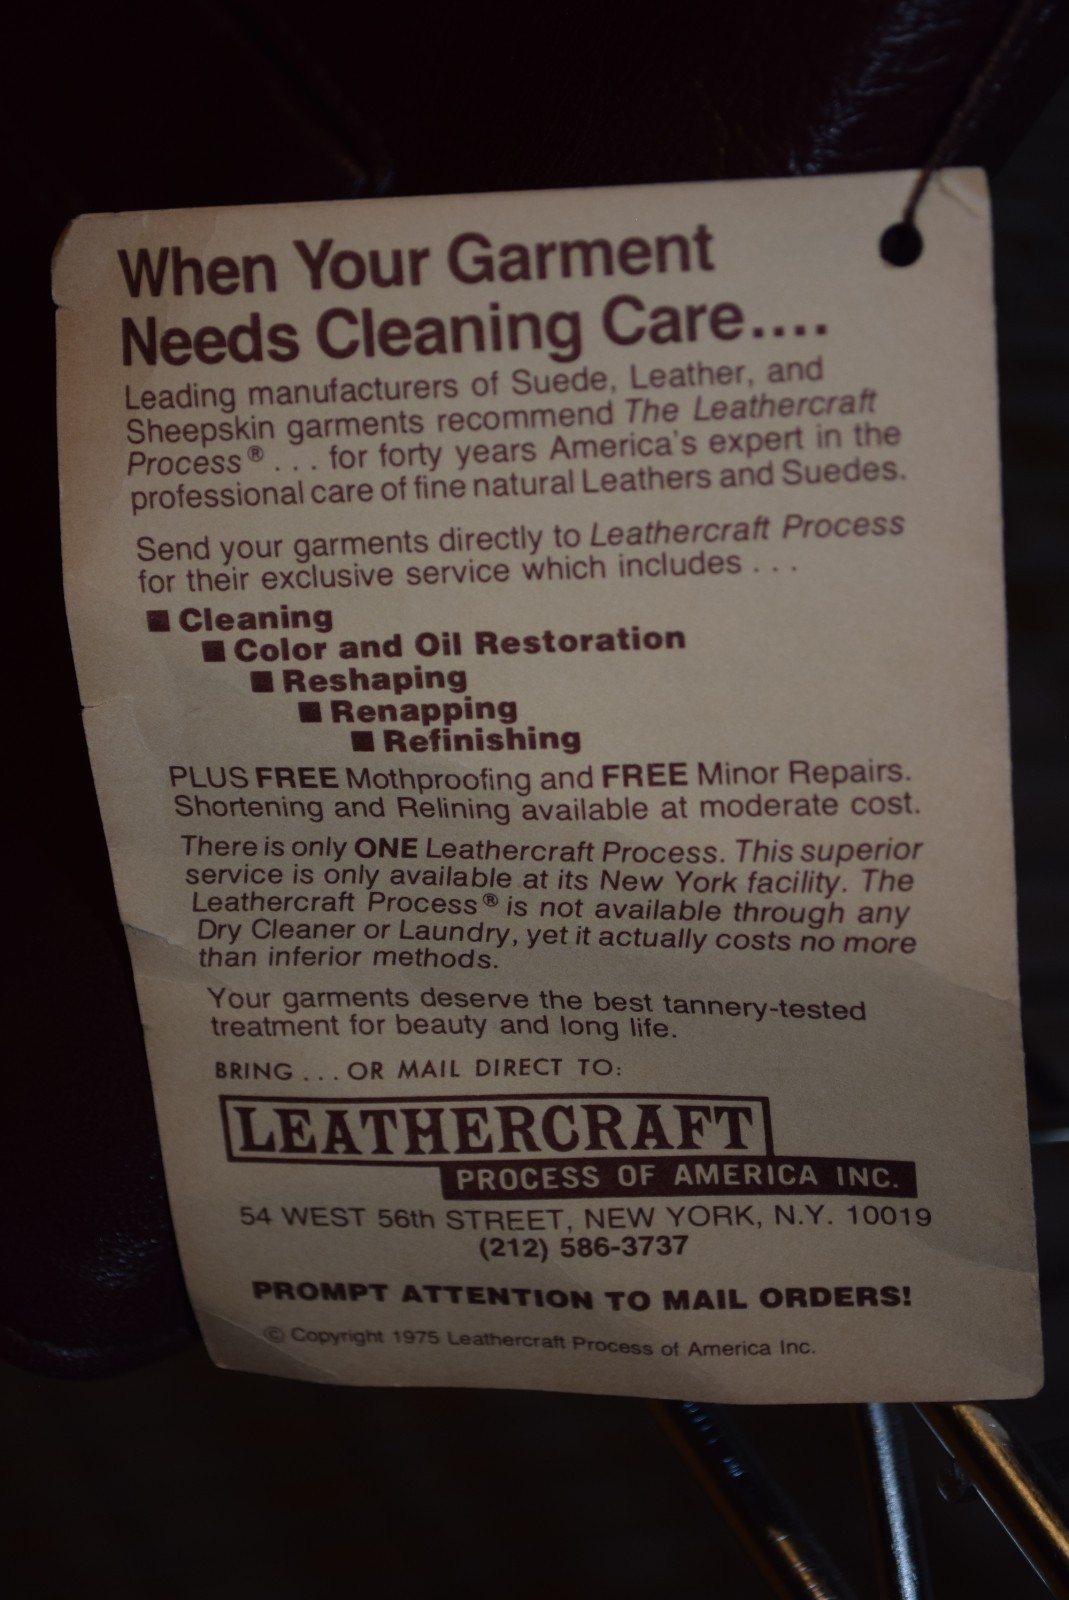 When Your Garment
Needs Cleaning Care....
Leading manufacturers of Suede, Leather, and
Sheepskin garments recommend The Leathercraft
Process® ... for forty years America's expert in the
professional care of fine natural Leathers and Suedes.
Send your garments directly to Leathercraft Process
for their exclusive service which includes ...
■ Cleaning
■ Color and Oil Restoration
■ Reshaping
■ Renapping
■ Refinishing
PLUS FREE Mothproofing and FREE Minor Repairs.
Shortening and Relining available at moderate cost.
There is only ONE Leathercraft Process. This superior
service is only available at its New York facility. The
Leathercraft Process® is not available through any
Dry Cleaner or Laundry, yet it actually costs no more
than inferior methods.
Your garments deserve the best tannery-tested
treatment for beauty and long life.
BRING ... OR MAIL DIRECT TO:
LEATHERCRAFT
PROCESS OF AMERICA INC.
54 WEST 56th STREET, NEW YORK, N.Y. 10019
(212) 586-3737
PROMPT ATTENTION TO MAIL ORDERS!
© Copyright 1975 Leathercraft Process of America Inc.